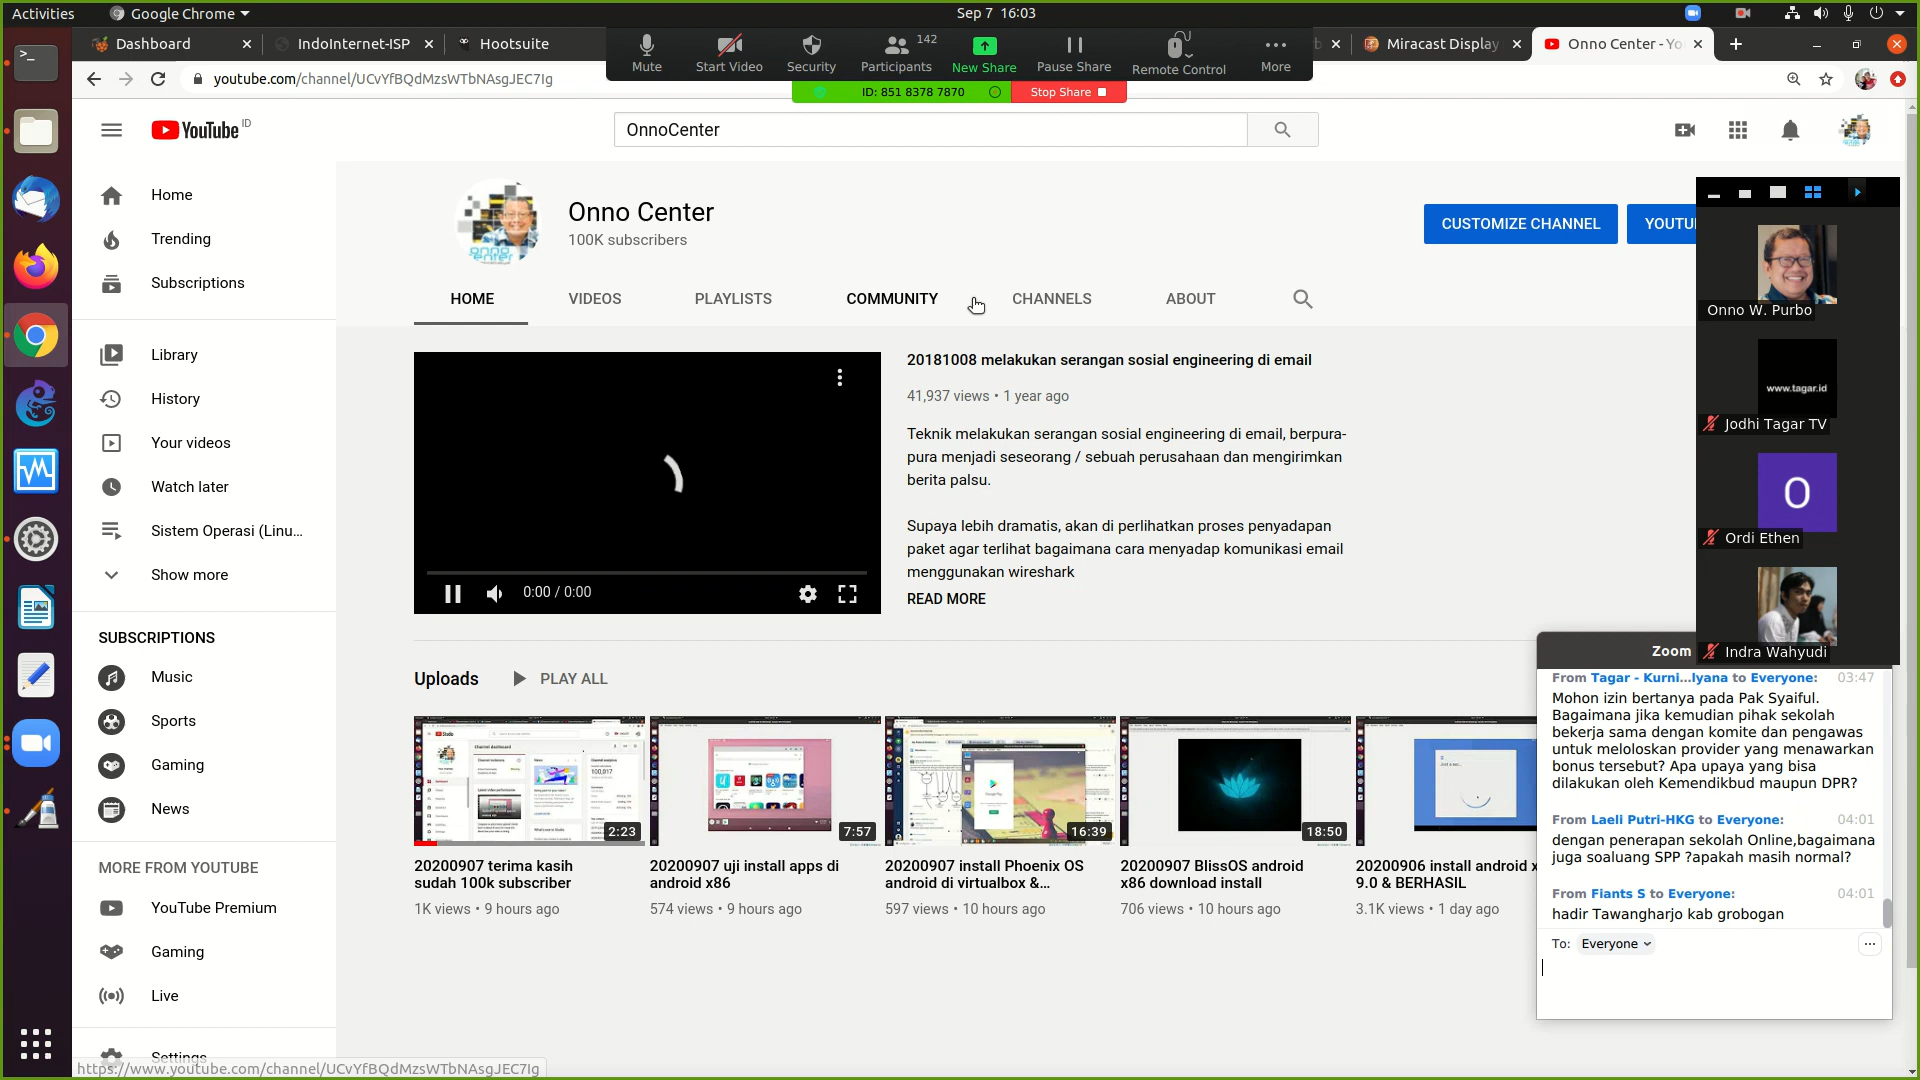 Activities
Google Chrome
Sep 7 16:03
Dashboard
IndoInternet-ISP
Hootsuite
Miracast Display
Onno Center - Yo
youtube.com/channel/UCvYfBQdMzsWTbNAsgJEC7Ig
Mute
Start Video
Security
Participants 142
New Share
Pause Share
Remote Control
More
ID: 851 8378 7870
Stop Share
YouTube ID
OnnoCenter
Home
Trending
Subscriptions
Library
History
Your videos
Watch later
Sistem Operasi (Linu...
Show more
SUBSCRIPTIONS
Music
Sports
Gaming
News
MORE FROM YOUTUBE
YouTube Premium
Gaming
Live
Settings
https://www.youtube.com/channel/UCvYfBQdMzsWTbNAsgJEC7Ig
Onno Center
100K subscribers
CUSTOMIZE CHANNEL
YOUTU
HOME
VIDEOS
PLAYLISTS
COMMUNITY
CHANNELS
ABOUT
0:00 / 0:00
20181008 melakukan serangan sosial engineering di email
41,937 views • 1 year ago
Teknik melakukan serangan sosial engineering di email, berpura-
pura menjadi seseorang / sebuah perusahaan dan mengirimkan
berita palsu.
Supaya lebih dramatis, akan di perlihatkan proses penyadapan
paket agar terlihat bagaimana cara menyadap komunikasi email
menggunakan wireshark
READ MORE
Uploads
PLAY ALL
2:23
20200907 terima kasih
sudah 100k subscriber
1K views • 9 hours ago
7:57
20200907 uji install apps di
android x86
574 views • 9 hours ago
16:39
20200907 install Phoenix OS
android di virtualbox &...
597 views • 10 hours ago
18:50
20200907 BlissOS android
x86 download install
706 views • 10 hours ago
20200906 install android x
9.0 & BERHASIL
3.1K views • 1 day ago
Onno W. Purbo
www.tagar.id
Jodhi Tagar TV
O
Ordi Ethen
Indra Wahyudi
Zoom
From Tagar - Kurni...lyana to Everyone: 03:47
Mohon izin bertanya pada Pak Syaiful.
Bagaimana jika kemudian pihak sekolah
bekerja sama dengan komite dan pengawas
untuk meloloskan provider yang menawarkan
bonus tersebut? Apa upaya yang bisa
dilakukan oleh Kemendikbud maupun DPR?
From Laeli Putri-HKG to Everyone: 04:01
dengan penerapan sekolah Online,bagaimana
juga soaluang SPP ?apakah masih normal?
From Fiants S to Everyone: 04:01
hadir Tawangharjo kab grobogan
To: Everyone